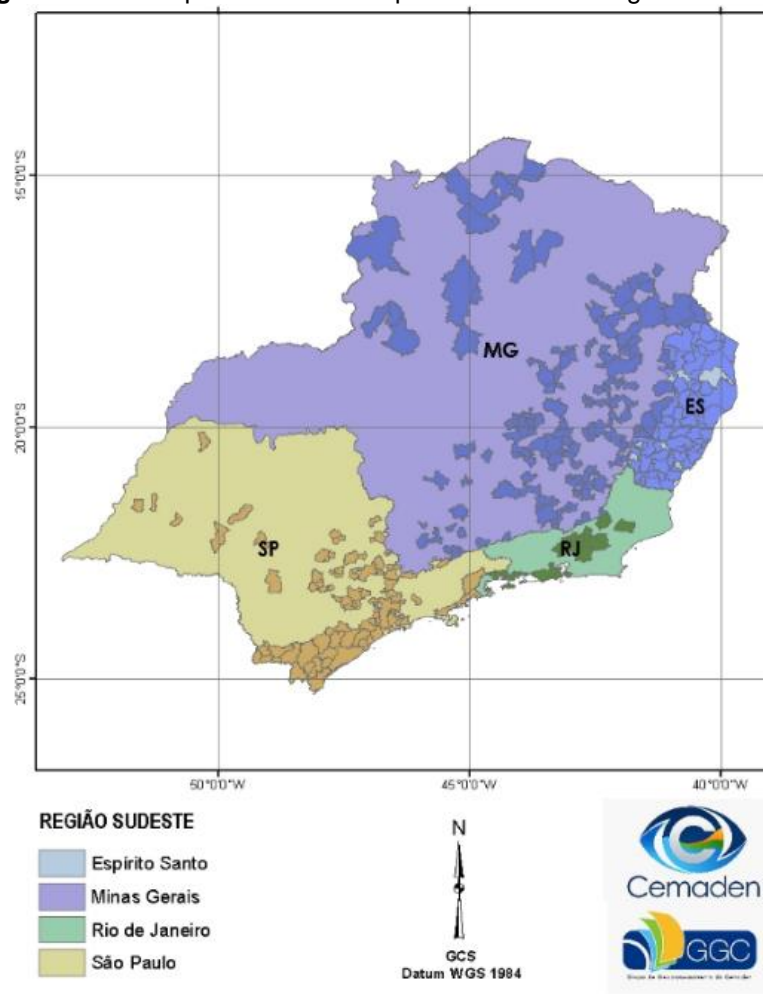 15°0'0"S
MG
ES
20°0'0"S
SP
RJ
25°0'0"S
50°0'0"W 45°0'0"W 40°0'0"W
REGIÃO SUDESTE
Espírito Santo
Minas Gerais
Rio de Janeiro
São Paulo
N
GCS
Datum WGS 1984
Cemaden
GGC